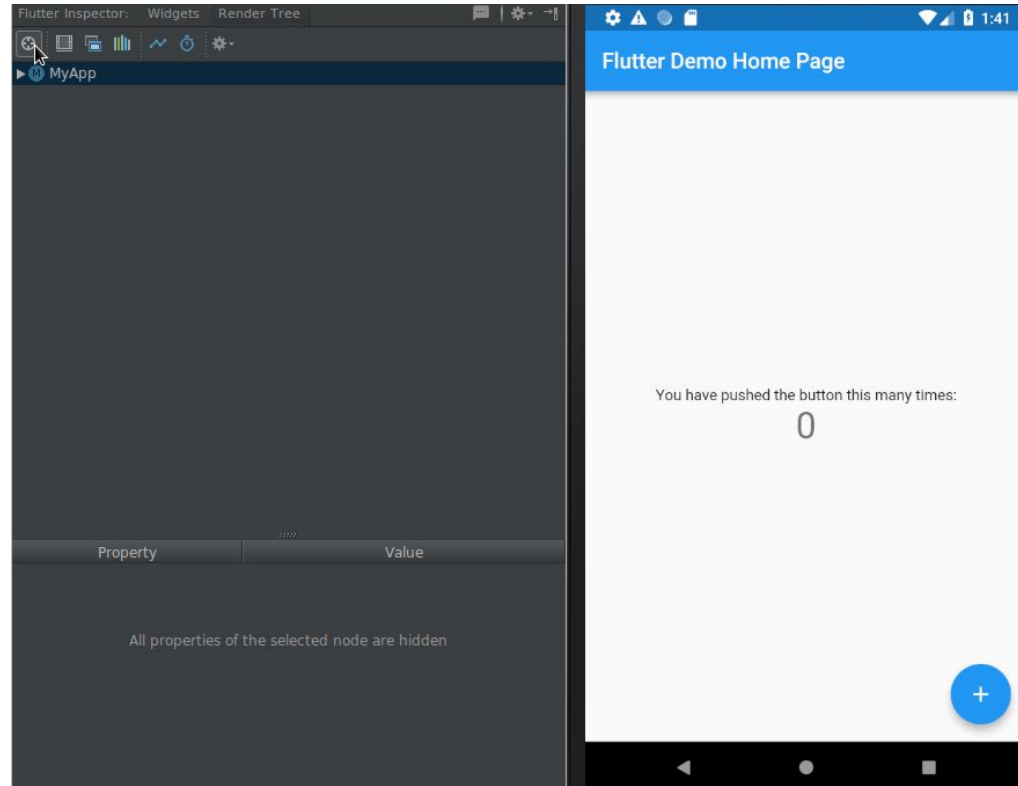 Flutter Inspector: Widgets Render Tree
MyApp
Property Value
All properties of the selected node are hidden
1:41
Flutter Demo Home Page
You have pushed the button this many times:
0
+